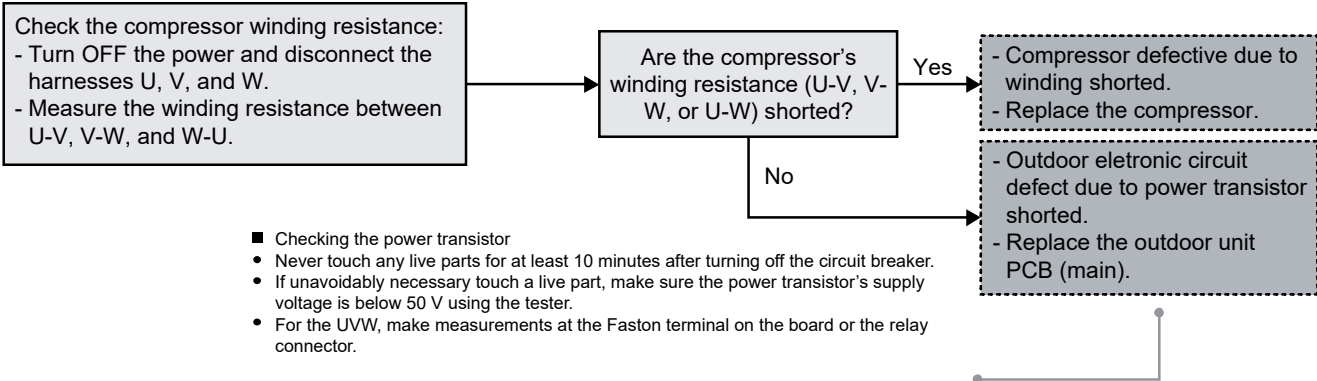 Check the compressor winding resistance:
- Turn OFF the power and disconnect the
harnesses U, V, and W.
- Measure the winding resistance between
U-V, V-W, and W-U.
Are the compressor's
winding resistance (U-V, V-
W, or U-W) shorted?
Yes
- Compressor defective due to
winding shorted.
- Replace the compressor.
No
- Outdoor eletronic circuit
defect due to power transistor
shorted.
- Replace the outdoor unit
PCB (main).
■ Checking the power transistor
• Never touch any live parts for at least 10 minutes after turning off the circuit breaker.
• If unavoidably necessary touch a live part, make sure the power transistor's supply
voltage is below 50 V using the tester.
• For the UVW, make measurements at the Faston terminal on the board or the relay
connector.